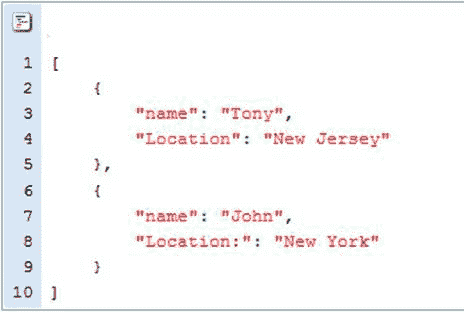 1 [
2 {
3 "name": "Tony",
4 "Location": "New Jersey"
5 },
6 {
7 "name": "John",
8 "Location:": "New York"
9 }
10 ]